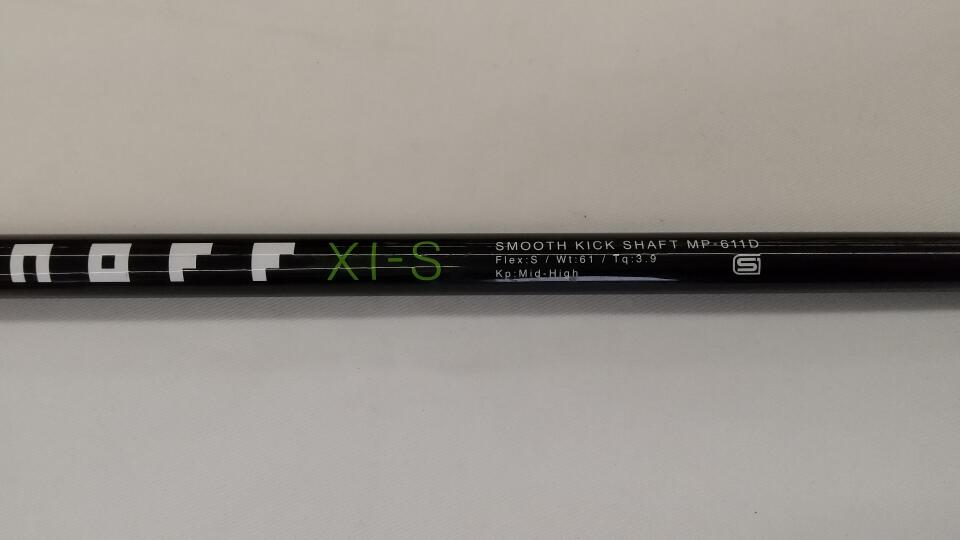 noff XI-S
SMOOTH KICK SHAFT MP-611D
Flex:S / Wt:61 / Tq:3.9
Kp:Mid-High
S